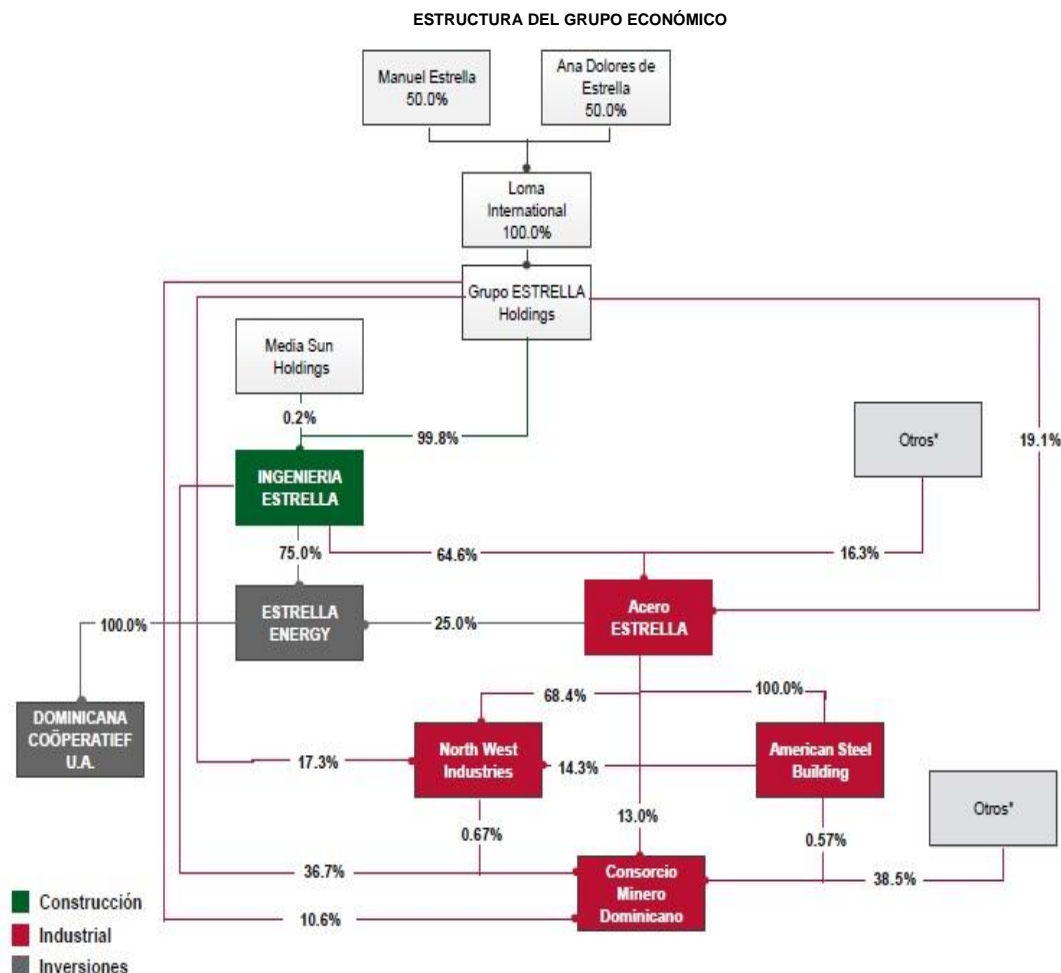 ESTRUCTURA DEL GRUPO ECONÓMICO
Manuel Estrella
50.0%
Ana Dolores de
Estrella
50.0%
Loma
International
100.0%
Grupo ESTRELLA
Holdings
Media Sun
Holdings
0.2%
99.8%
Otros*
19.1%
INGENIERIA
ESTRELLA
75.0%
64.6%
16.3%
ESTRELLA
ENERGY
Acero
ESTRELLA
100.0%
25.0%
68.4%
100.0%
DOMINICANA
COÖPERATIEF
U.A.
North West
Industries
American Steel
Building
17.3%
14.3%
Otros*
0.67%
13.0%
0.57%
36.7%
Consorcio
Minero
Dominicano
38.5%
10.6%
Construcción
Industrial
Inversiones